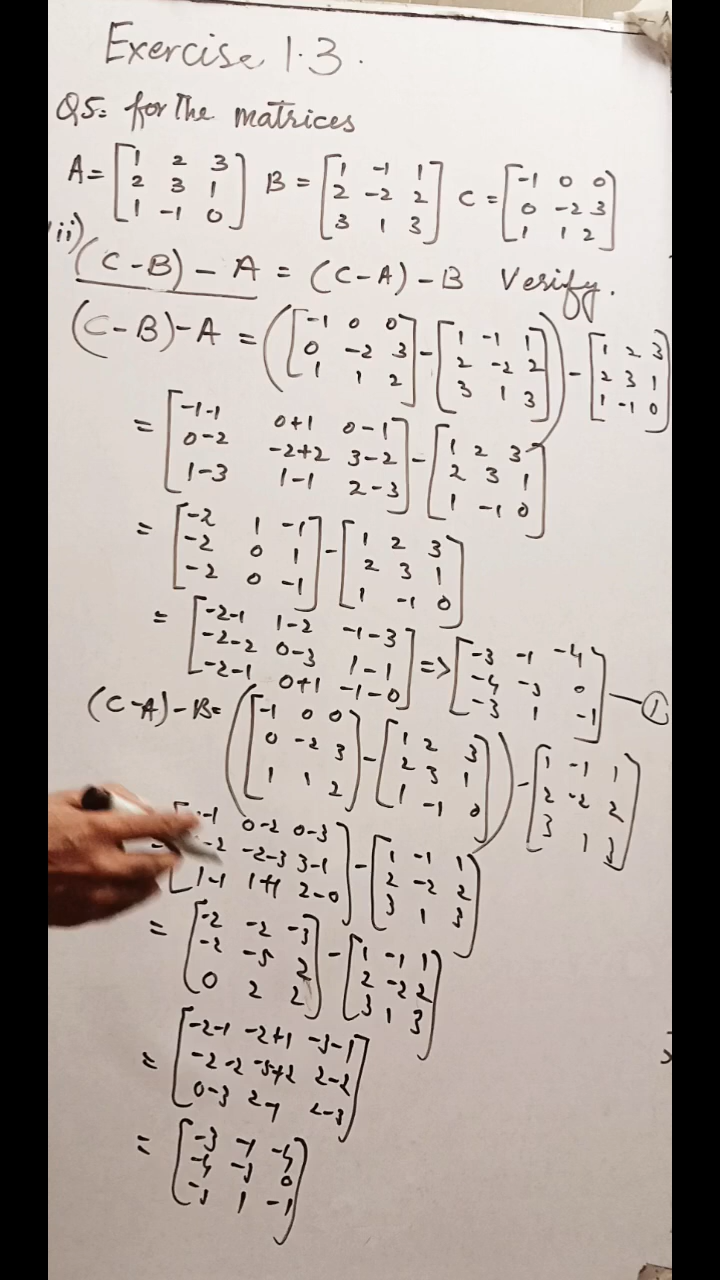 Exercise 1.3.
Q5. for The matrices
A = [1 2 3; 2 3 1; 1 -1 0] B = [1 -1 1; 2 -2 2; 3 1 3] C = [-1 0 0; 0 -2 3; 1 1 2]
ii) (C-B) - A = (C-A) - B Verify.
(C-B)-A = ([-1 0 0; 0 -2 3; 1 1 2] - [1 -1 1; 2 -2 2; 3 1 3]) - [1 2 3; 2 3 1; 1 -1 0]
= [-1-1 0+1 0-1; 0-2 -2+2 3-2; 1-3 1-1 2-3] - [1 2 3; 2 3 1; 1 -1 0]
= [-2 1 -1; -2 0 1; -2 0 -1] - [1 2 3; 2 3 1; 1 -1 0]
= [-2-1 1-2 -1-3; -2-2 0-3 1-1; -2-1 0+1 -1-0] => [-3 -1 -4; -4 -3 0; -3 1 -1] — ①
(C-A)-B = ([-1 0 0; 0 -2 3; 1 1 2] - [1 2 3; 2 3 1; 1 -1 0]) - [1 -1 1; 2 -2 2; 3 1 3]
[-1 0-2 0-3; -2 -2-3 3-1; 1-1 1+1 2-0] - [1 -1 1; 2 -2 2; 3 1 3]
= [-2 -2 -3; -2 -5 2; 0 2 2] - [1 -1 1; 2 -2 2; 3 1 3]
= [-2-1 -2+1 -3-1; -2-2 -5+2 2-2; 0-3 2-1 2-3]
= [-3 -1 -4; -4 -3 0; -3 1 -1]